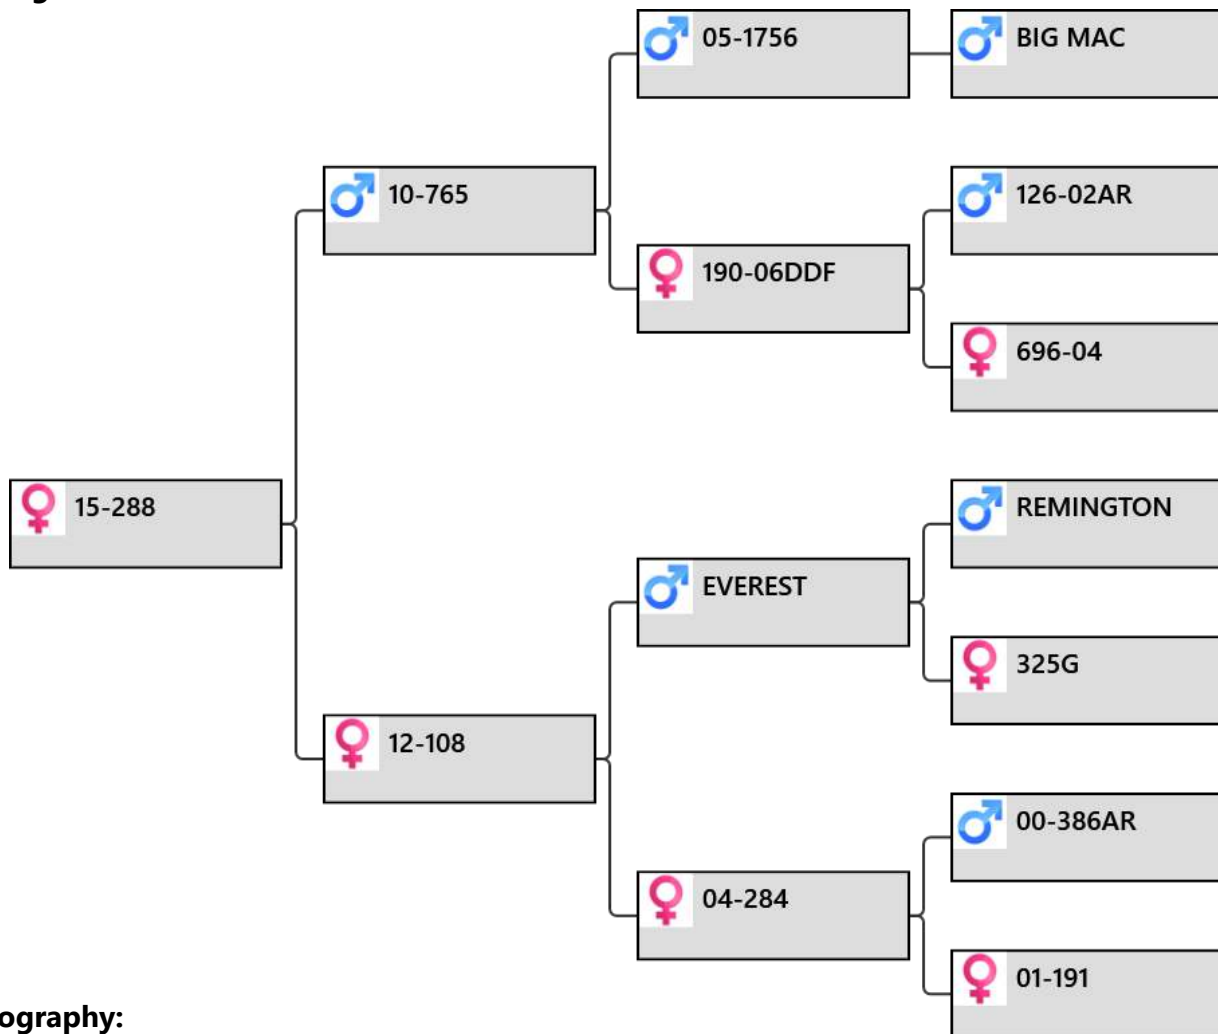 05-1756
BIG MAC
10-765
126-02AR
190-06DDF
696-04
15-288
REMINGTON
EVEREST
325G
12-108
00-386AR
04-284
01-191
ography: